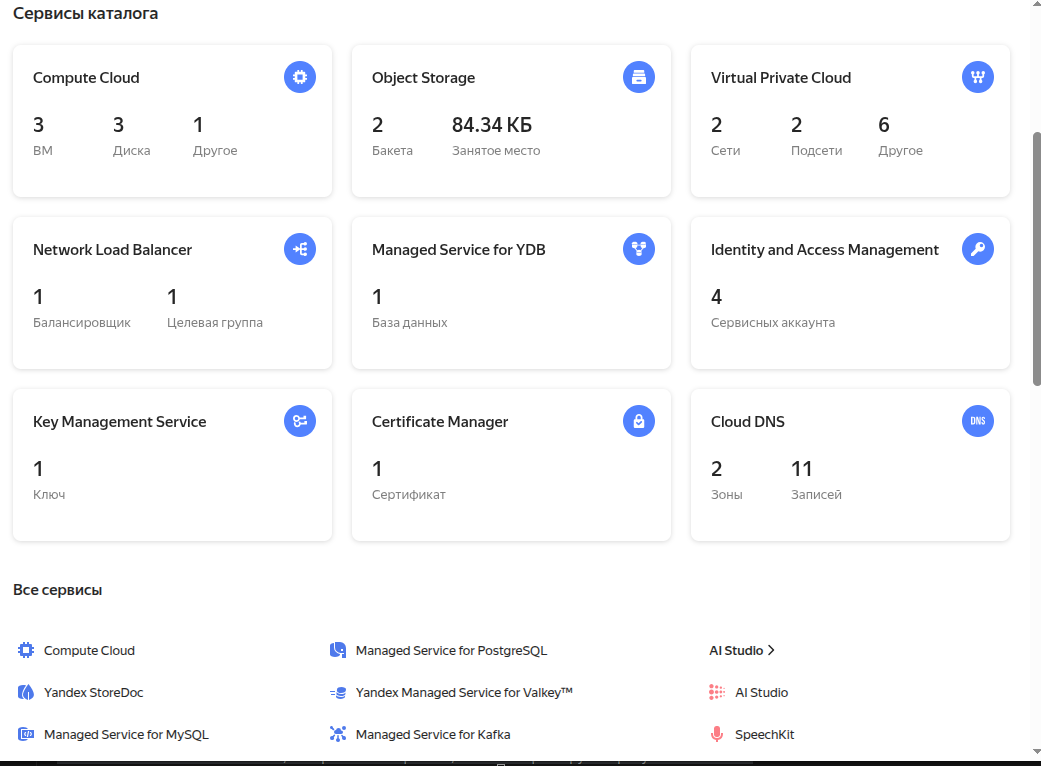 Сервисы каталога
Compute Cloud
3 3 1
ВМ Диска Другое
Object Storage
2 84.34 КБ
Бакета Занятое место
Virtual Private Cloud
2 2 6
Сети Подсети Другое
Network Load Balancer
1 1
Балансировщик Целевая группа
Managed Service for YDB
1
База данных
Identity and Access Management
4
Сервисных аккаунта
Key Management Service
1
Ключ
Certificate Manager
1
Сертификат
Cloud DNS
DNS
2 11
Зоны Записей
Все сервисы
Compute Cloud
Yandex StoreDoc
Managed Service for MySQL
Managed Service for PostgreSQL
Yandex Managed Service for Valkey™
Managed Service for Kafka
AI Studio
AI Studio
SpeechKit